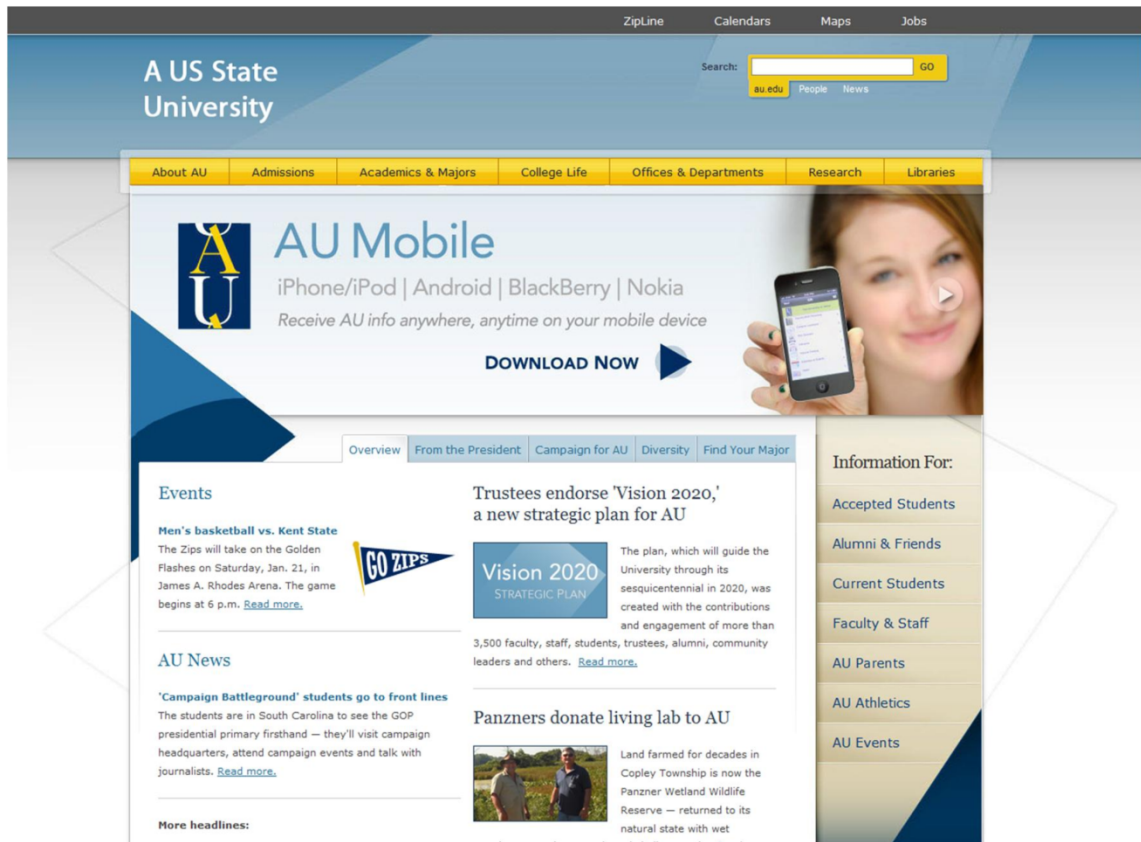 ZipLine Calendars Maps Jobs
A US State
University
Search: GO
au.edu People News
About AU Admissions Academics & Majors College Life Offices & Departments Research Libraries
A
U
AU Mobile
iPhone/iPod | Android | BlackBerry | Nokia
Receive AU info anywhere, anytime on your mobile device
DOWNLOAD NOW
Overview From the President Campaign for AU Diversity Find Your Major
Events
Men's basketball vs. Kent State
The Zips will take on the Golden
Flashes on Saturday, Jan. 21, in
James A. Rhodes Arena. The game
begins at 6 p.m. Read more.
GO ZIPS
AU News
'Campaign Battleground' students go to front lines
The students are in South Carolina to see the GOP
presidential primary firsthand — they'll visit campaign
headquarters, attend campaign events and talk with
journalists. Read more.
More headlines:
Trustees endorse 'Vision 2020,'
a new strategic plan for AU
Vision 2020
STRATEGIC PLAN
The plan, which will guide the
University through its
sesquicentennial in 2020, was
created with the contributions
and engagement of more than
3,500 faculty, staff, students, trustees, alumni, community
leaders and others. Read more.
Panzners donate living lab to AU
Land farmed for decades in
Copley Township is now the
Panzner Wetland Wildlife
Reserve — returned to its
natural state with wet
Information For:
Accepted Students
Alumni & Friends
Current Students
Faculty & Staff
AU Parents
AU Athletics
AU Events